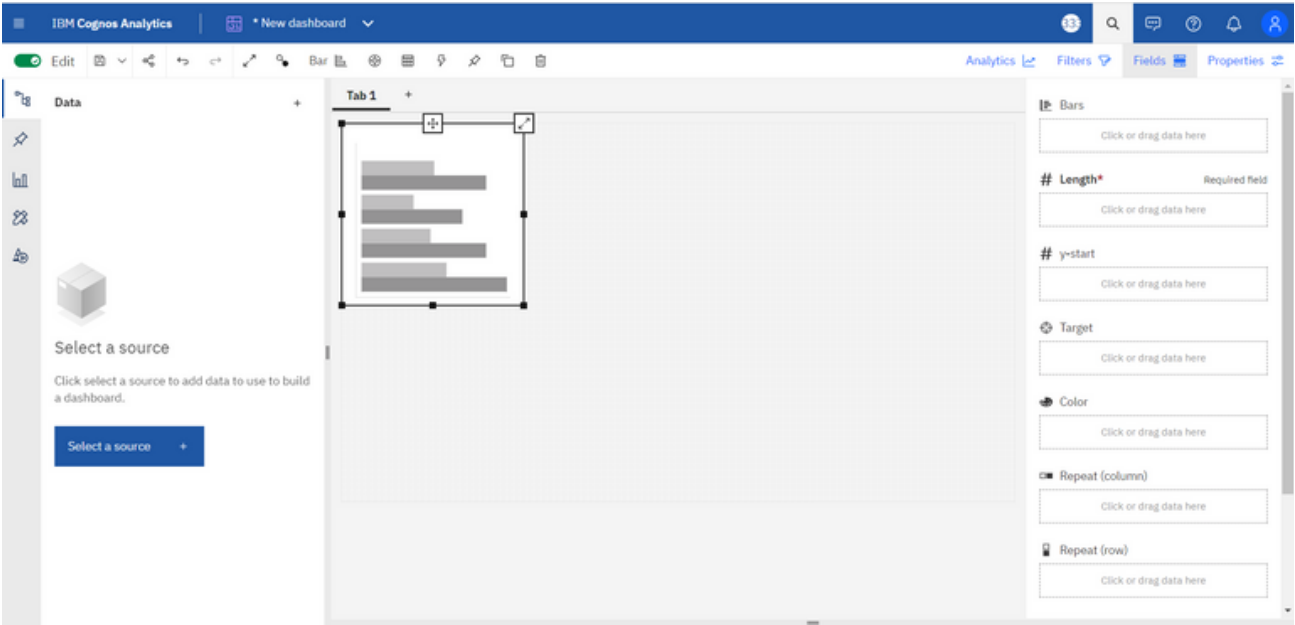 IBM Cognos Analytics
* New dashboard
Edit
Bar
Analytics
Filters
Fields
Properties
Data
+
Tab 1
+
Select a source
Click select a source to add data to use to build
a dashboard.
Select a source +
Bars
Click or drag data here
# Length*
Required field
Click or drag data here
# y-start
Click or drag data here
Target
Click or drag data here
Color
Click or drag data here
Repeat (column)
Click or drag data here
Repeat (row)
Click or drag data here